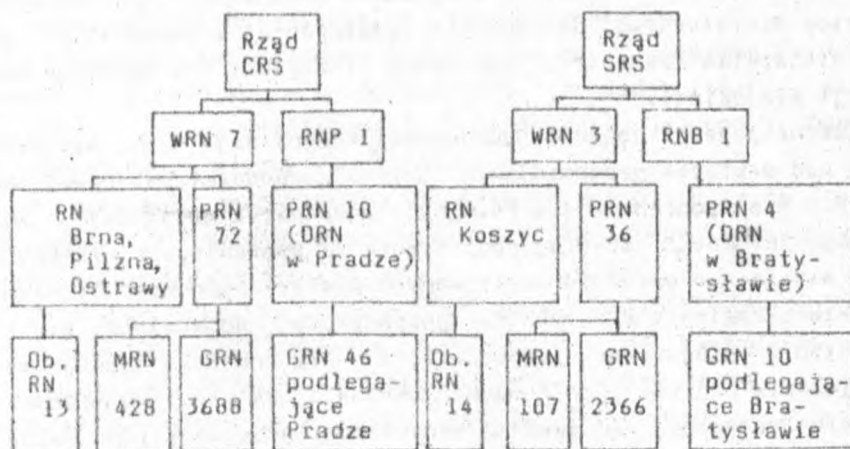 Rząd
CRS
Rząd
SRS
WRN 7
RNP 1
WRN 3
RNB 1
RN
Brna,
Pilzna,
Ostrawy
PRN
72
PRN 10
(DRN
w Pradze)
RN
Koszyc
PRN
36
PRN 4
(DRN
w Braty-
sławie)
Ob.
RN
13
MRN
428
GRN
3688
GRN 46
podlega-
jące
Pradze
Ob.
RN
14
MRN
107
GRN
2366
GRN 10
podlegają-
ce Bra-
tysławie